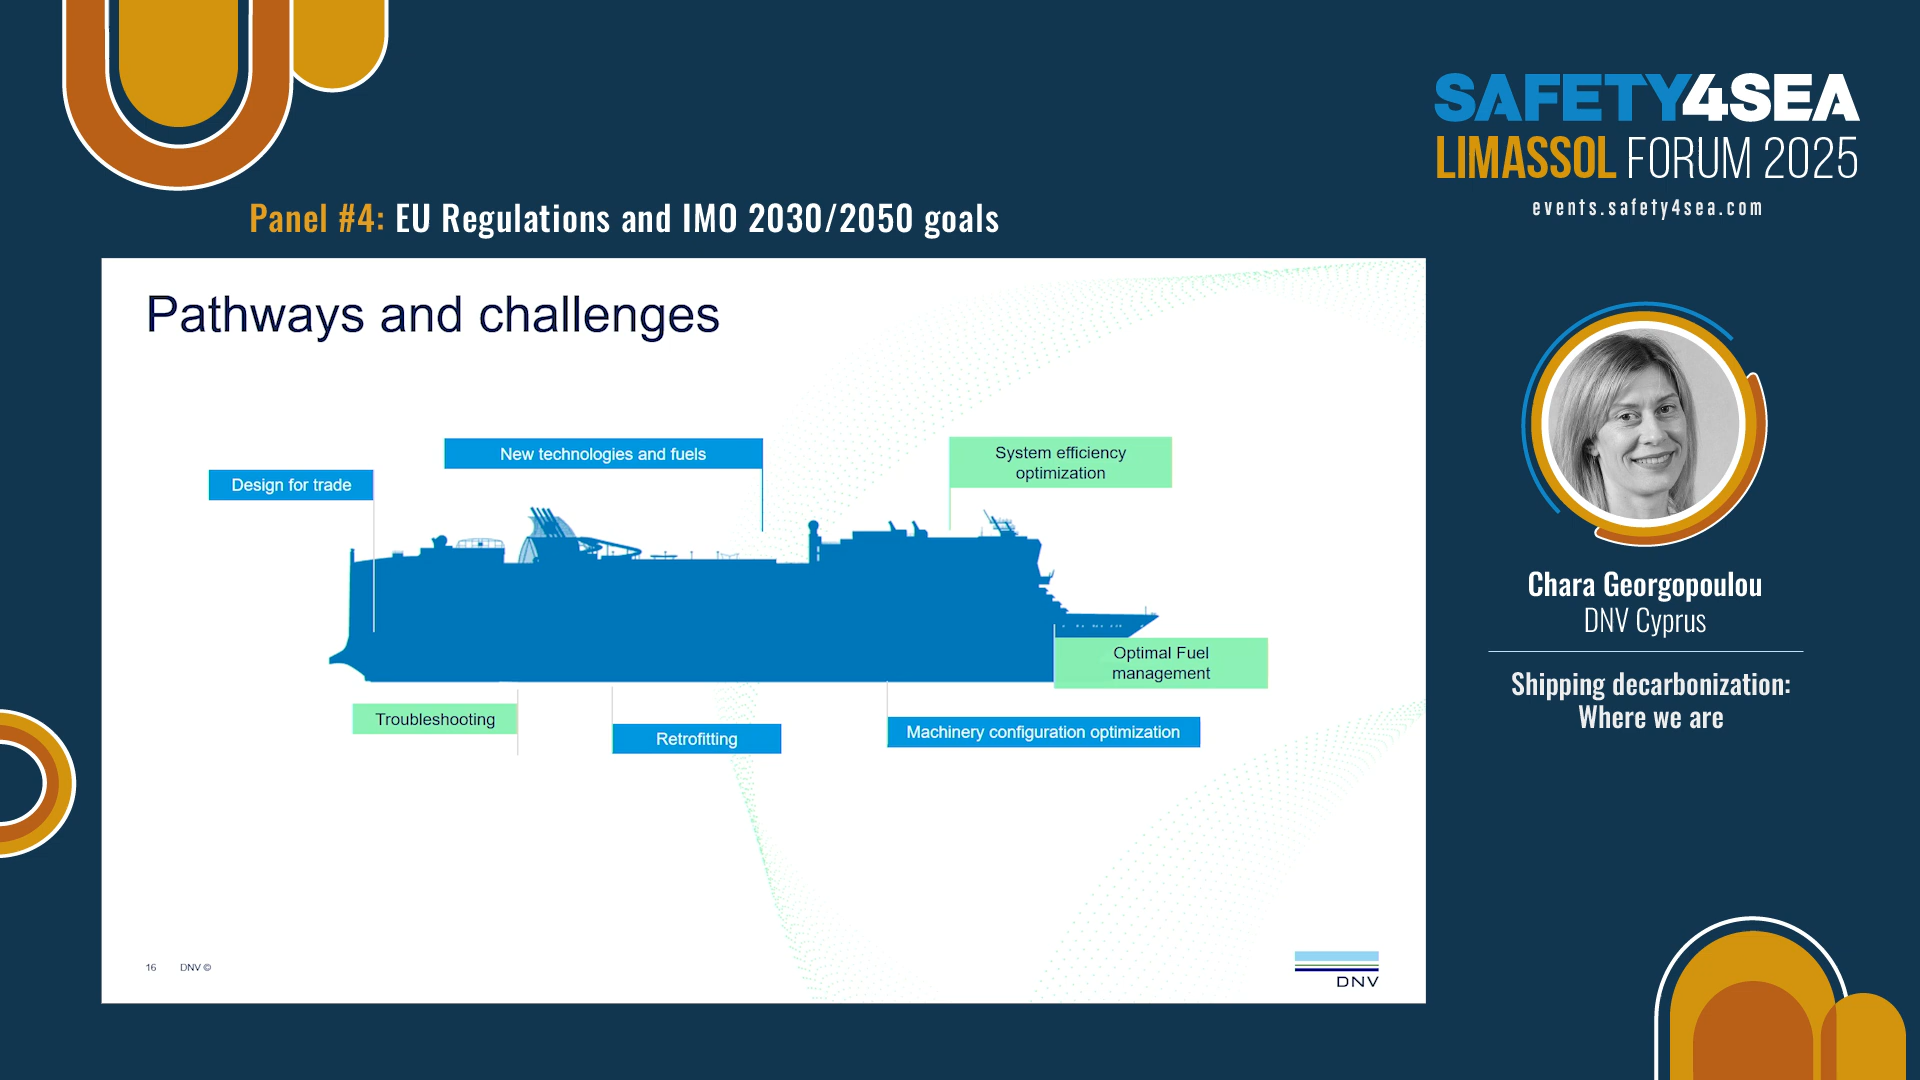 SAFETY4SEA
LIMASSOL FORUM 2025
events.safety4sea.com
Panel #4: EU Regulations and IMO 2030/2050 goals
Pathways and challenges
New technologies and fuels
System efficiency
optimization
Design for trade
Optimal Fuel
management
Troubleshooting
Retrofitting
Machinery configuration optimization
16 DNV ©
DNV
Chara Georgopoulou
DNV Cyprus
Shipping decarbonization:
Where we are